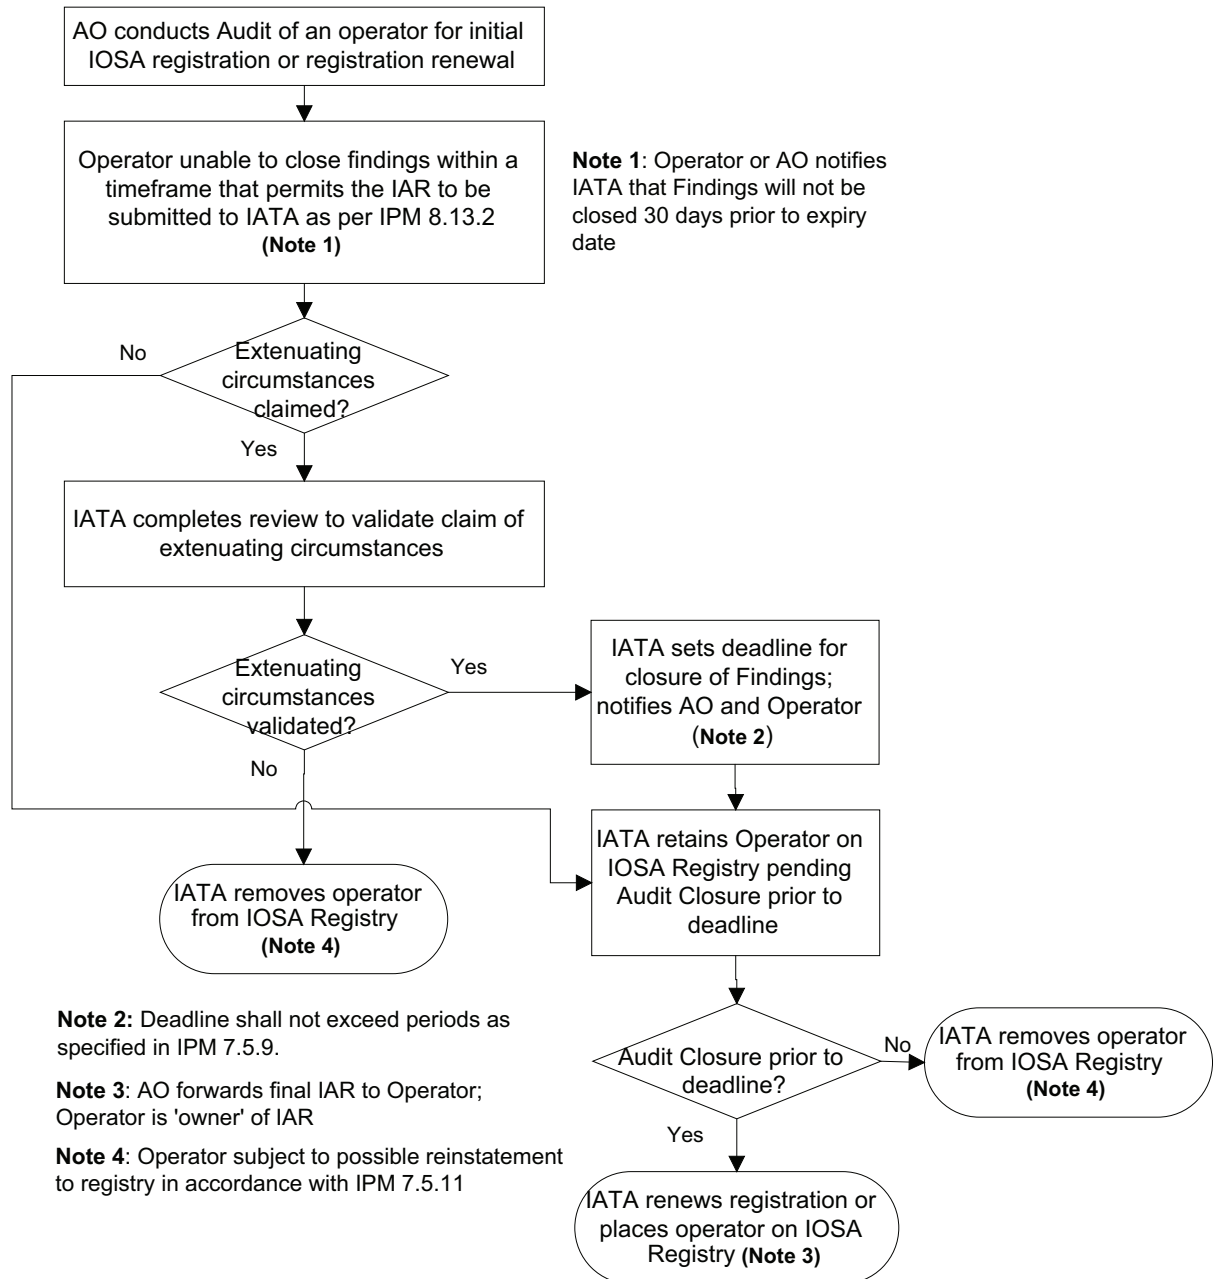 AO conducts Audit of an operator for initial
IOSA registration or registration renewal
Operator unable to close findings within a
timeframe that permits the IAR to be
submitted to IATA as per IPM 8.13.2
(Note 1)
Note 1: Operator or AO notifies
IATA that Findings will not be
closed 30 days prior to expiry
date
No
Extenuating
circumstances
claimed?
Yes
IATA completes review to validate claim of
extenuating circumstances
Extenuating
circumstances
validated?
Yes
No
IATA sets deadline for
closure of Findings;
notifies AO and Operator
(Note 2)
IATA retains Operator on
IOSA Registry pending
Audit Closure prior to
deadline
IATA removes operator
from IOSA Registry
(Note 4)
Note 2: Deadline shall not exceed periods as
specified in IPM 7.5.9.
Note 3: AO forwards final IAR to Operator;
Operator is 'owner' of IAR
Note 4: Operator subject to possible reinstatement
to registry in accordance with IPM 7.5.11
Audit Closure prior to
deadline?
No
IATA removes operator
from IOSA Registry
(Note 4)
Yes
IATA renews registration or
places operator on IOSA
Registry (Note 3)